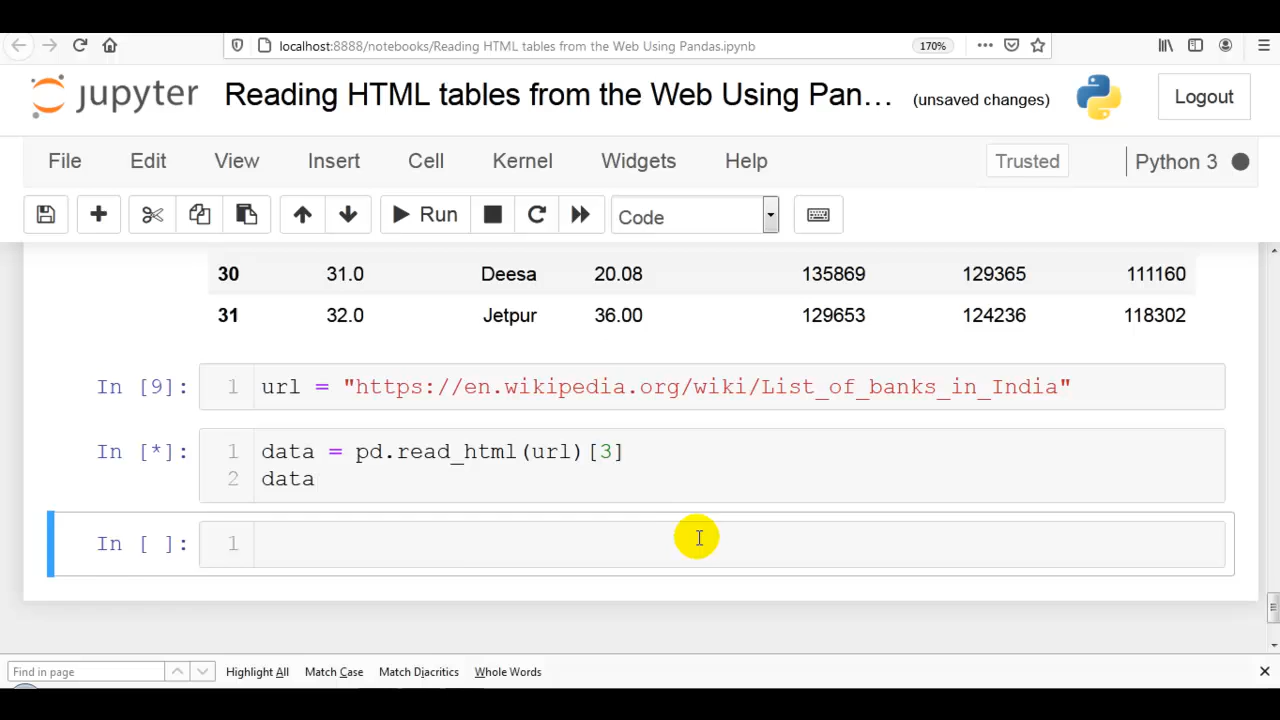 localhost:8888/notebooks/Reading HTML tables from the Web Using Pandas.ipynb 170%
jupyter Reading HTML tables from the Web Using Pan... (unsaved changes) Logout
File Edit View Insert Cell Kernel Widgets Help Trusted Python 3
Run Code
30 31.0 Deesa 20.08 135869 129365 111160
31 32.0 Jetpur 36.00 129653 124236 118302
In [9]: 1 url = "https://en.wikipedia.org/wiki/List_of_banks_in_India"
In [*]: 1 data = pd.read_html(url)[3]
2 data
In [ ]: 1
Find in page Highlight All Match Case Match Diacritics Whole Words